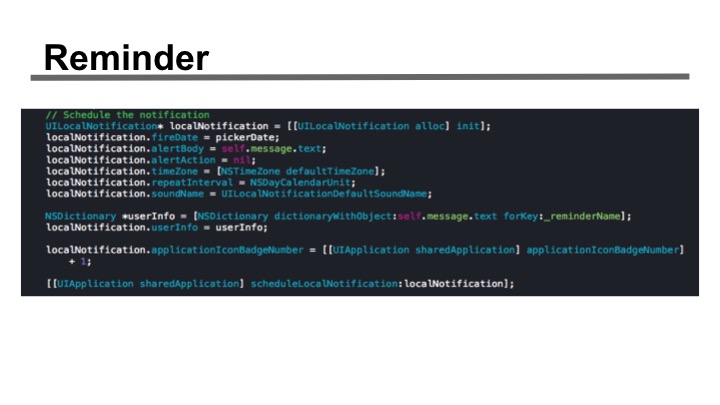 Reminder
// Schedule the notification
UILocalNotification* localNotification = [[UILocalNotification alloc] init];
localNotification.fireDate = pickerDate;
localNotification.alertBody = self.message.text;
localNotification.alertAction = nil;
localNotification.timeZone = [NSTimeZone defaultTimeZone];
localNotification.repeatInterval = NSDayCalendarUnit;
localNotification.soundName = UILocalNotificationDefaultSoundName;
NSDictionary *userInfo = [NSDictionary dictionaryWithObject:self.message.text forKey:_reminderName];
localNotification.userInfo = userInfo;
localNotification.applicationIconBadgeNumber = [[UIApplication sharedApplication] applicationIconBadgeNumber]
+ 1;
[[UIApplication sharedApplication] scheduleLocalNotification:localNotification];